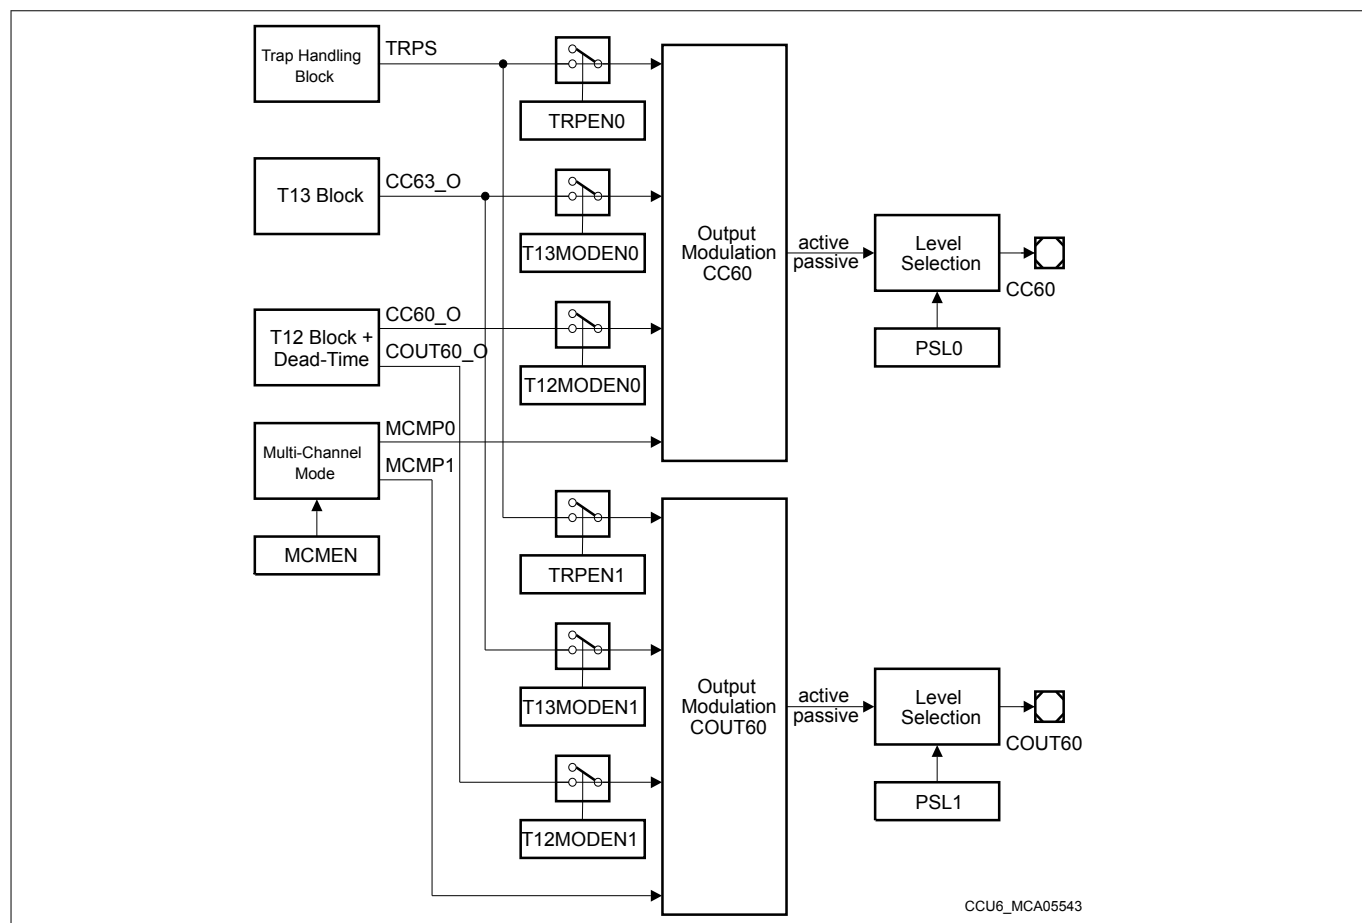 Trap Handling
Block
TRPS
TRPEN0
T13 Block
CC63_O
T13MODEN0
T12 Block +
Dead-Time
CC60_O
COUT60_O
T12MODEN0
Multi-Channel
Mode
MCMP0
MCMP1
MCMEN
Output
Modulation
CC60
active
passive
Level
Selection
CC60
PSL0
TRPEN1
T13MODEN1
T12MODEN1
Output
Modulation
COUT60
active
passive
Level
Selection
COUT60
PSL1
CCU6_MCA05543